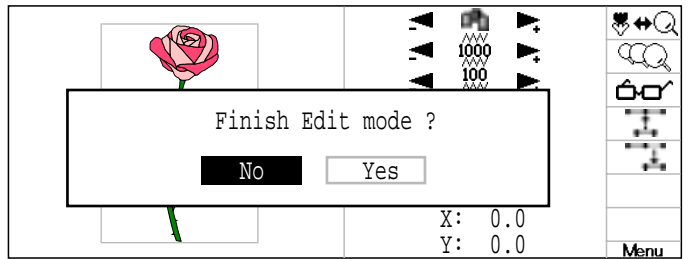 -
+
1000
-
+
100
-
+
Finish Edit mode ?
No
Yes
X: 0.0
Y: 0.0
Menu